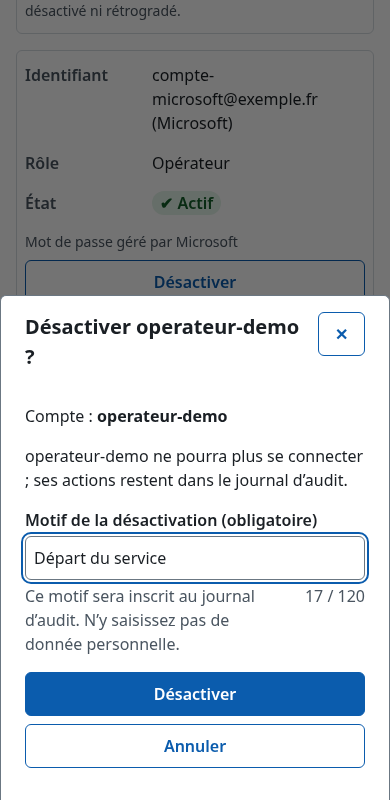 désactivé ni rétrogradé.
Identifiant
compte-
microsoft@exemple.fr
(Microsoft)
Rôle
Opérateur
État
✔ Actif
Mot de passe géré par Microsoft
Désactiver
Désactiver operateur-demo
?
×
Compte : operateur-demo
operateur-demo ne pourra plus se connecter
; ses actions restent dans le journal d’audit.
Motif de la désactivation (obligatoire)
Départ du service
Ce motif sera inscrit au journal
d’audit. N’y saisissez pas de
donnée personnelle.
17 / 120
Désactiver
Annuler